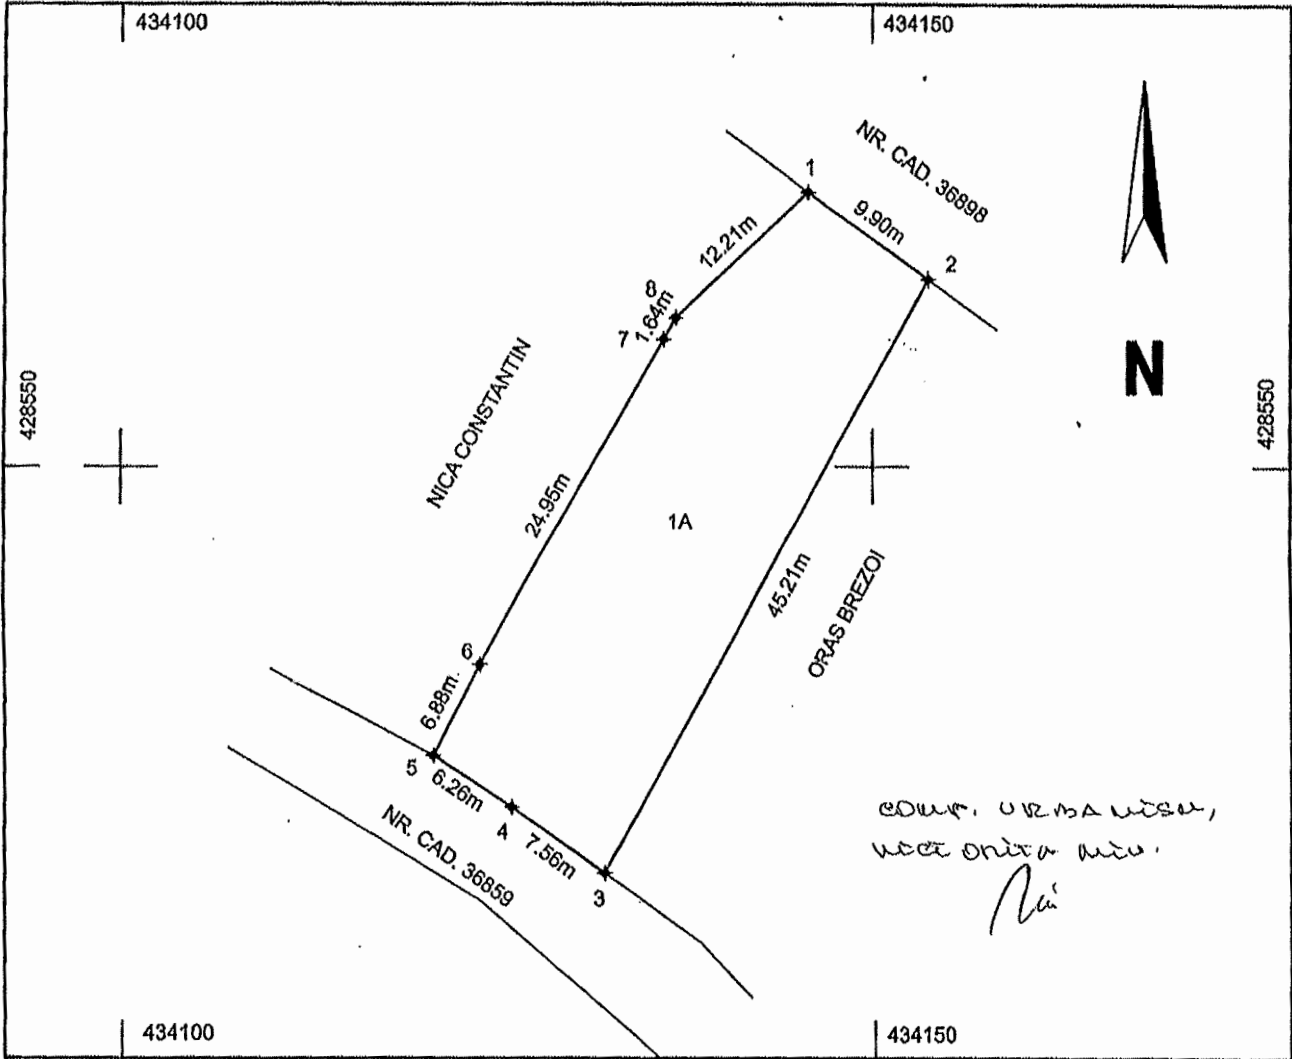 434100
434150
NR. CAD. 36898
1
9.90m
2
12.21m
8
1.64m
7
N
428550
428550
NICA CONSTANTIN
24.95m
1A
45.21m
ORAS BREZOI
6
6.88m
5
6.26m
4
7.56m
3
NR. CAD. 36859
COMP. URBANISM,
434100
434150